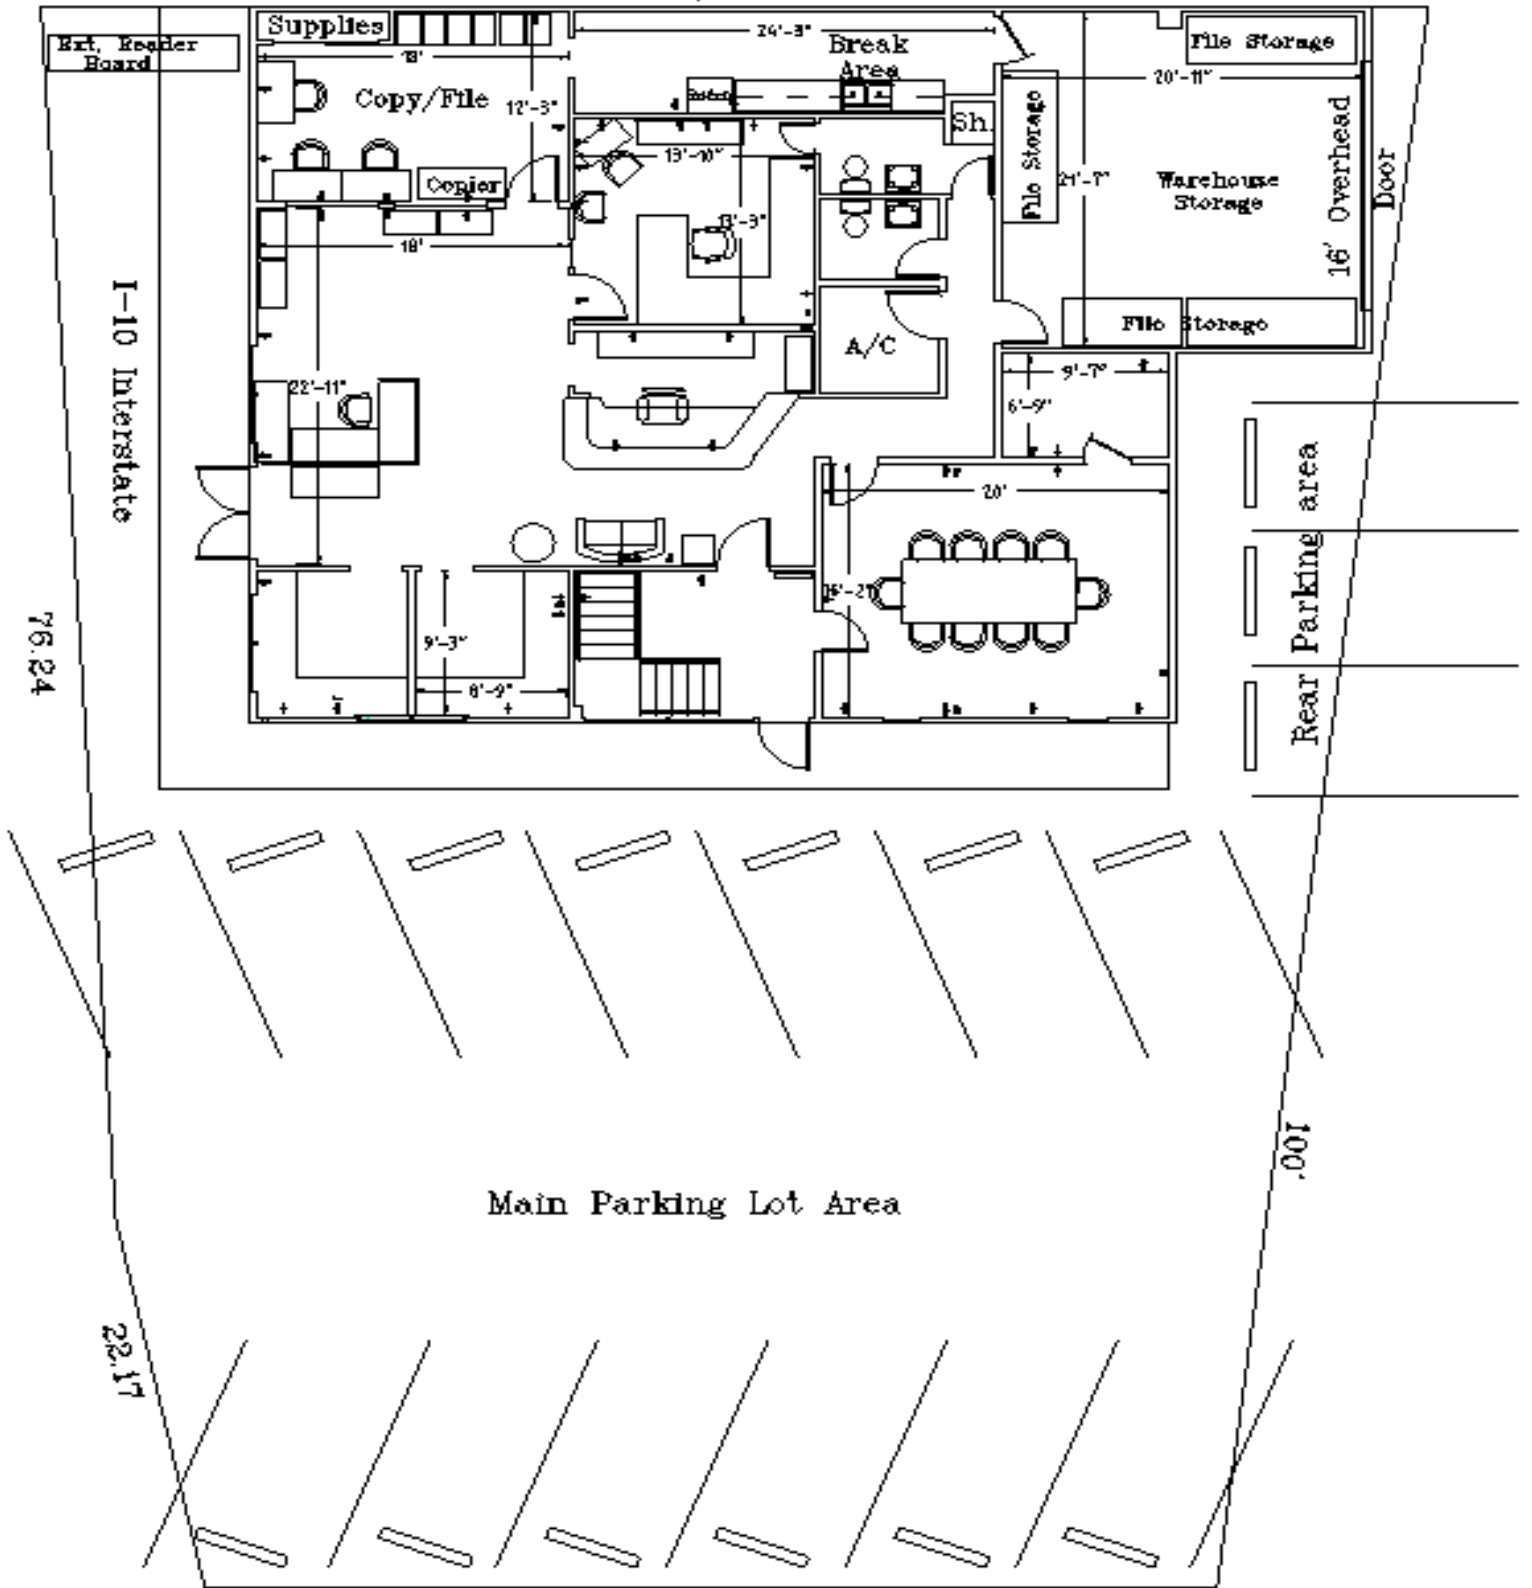 Supplies
Ext. Reader
Board
18'
24'-8"
Break
Area
File Storage
20'-11"
Copy/File
12'-3"
Sh.
File Storage
13'-10"
Copier
21'-7"
Warehouse
Storage
16' Overhead
Door
18'
13'-9"
I-10 Interstate
File Storage
A/C
22'-11"
9'-7"
6'-9"
20'
Rear Parking area
76.24
9'-3"
8'-9"
100'
Main Parking Lot Area
22.17